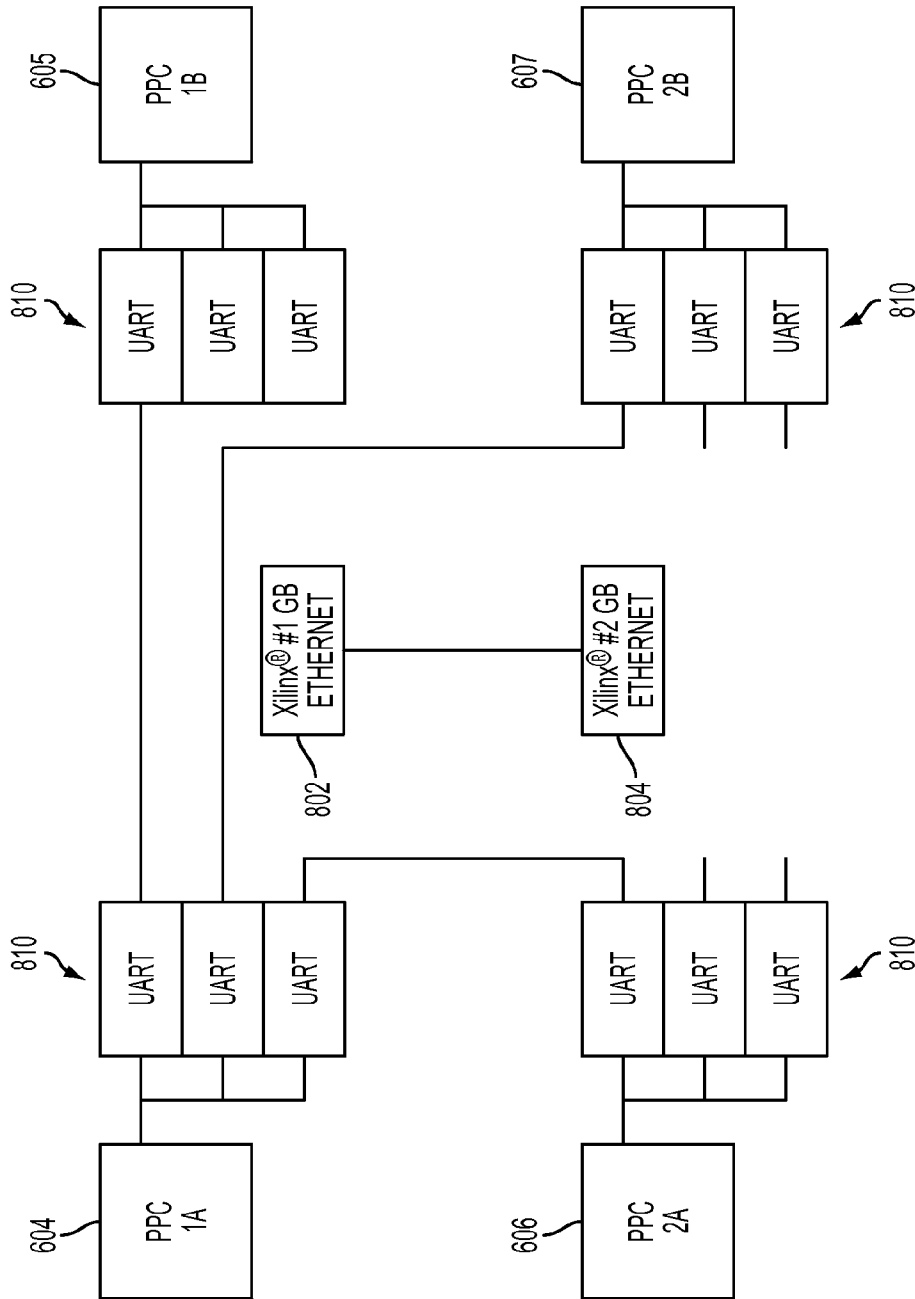 604
810
810
605
PPC
1A
UART
UART
UART
UART
UART
UART
PPC
1B
Xilinx® #1 GB
ETHERNET
802
606
607
PPC
2A
UART
UART
UART
Xilinx® #2 GB
ETHERNET
804
UART
UART
UART
PPC
2B
810
810